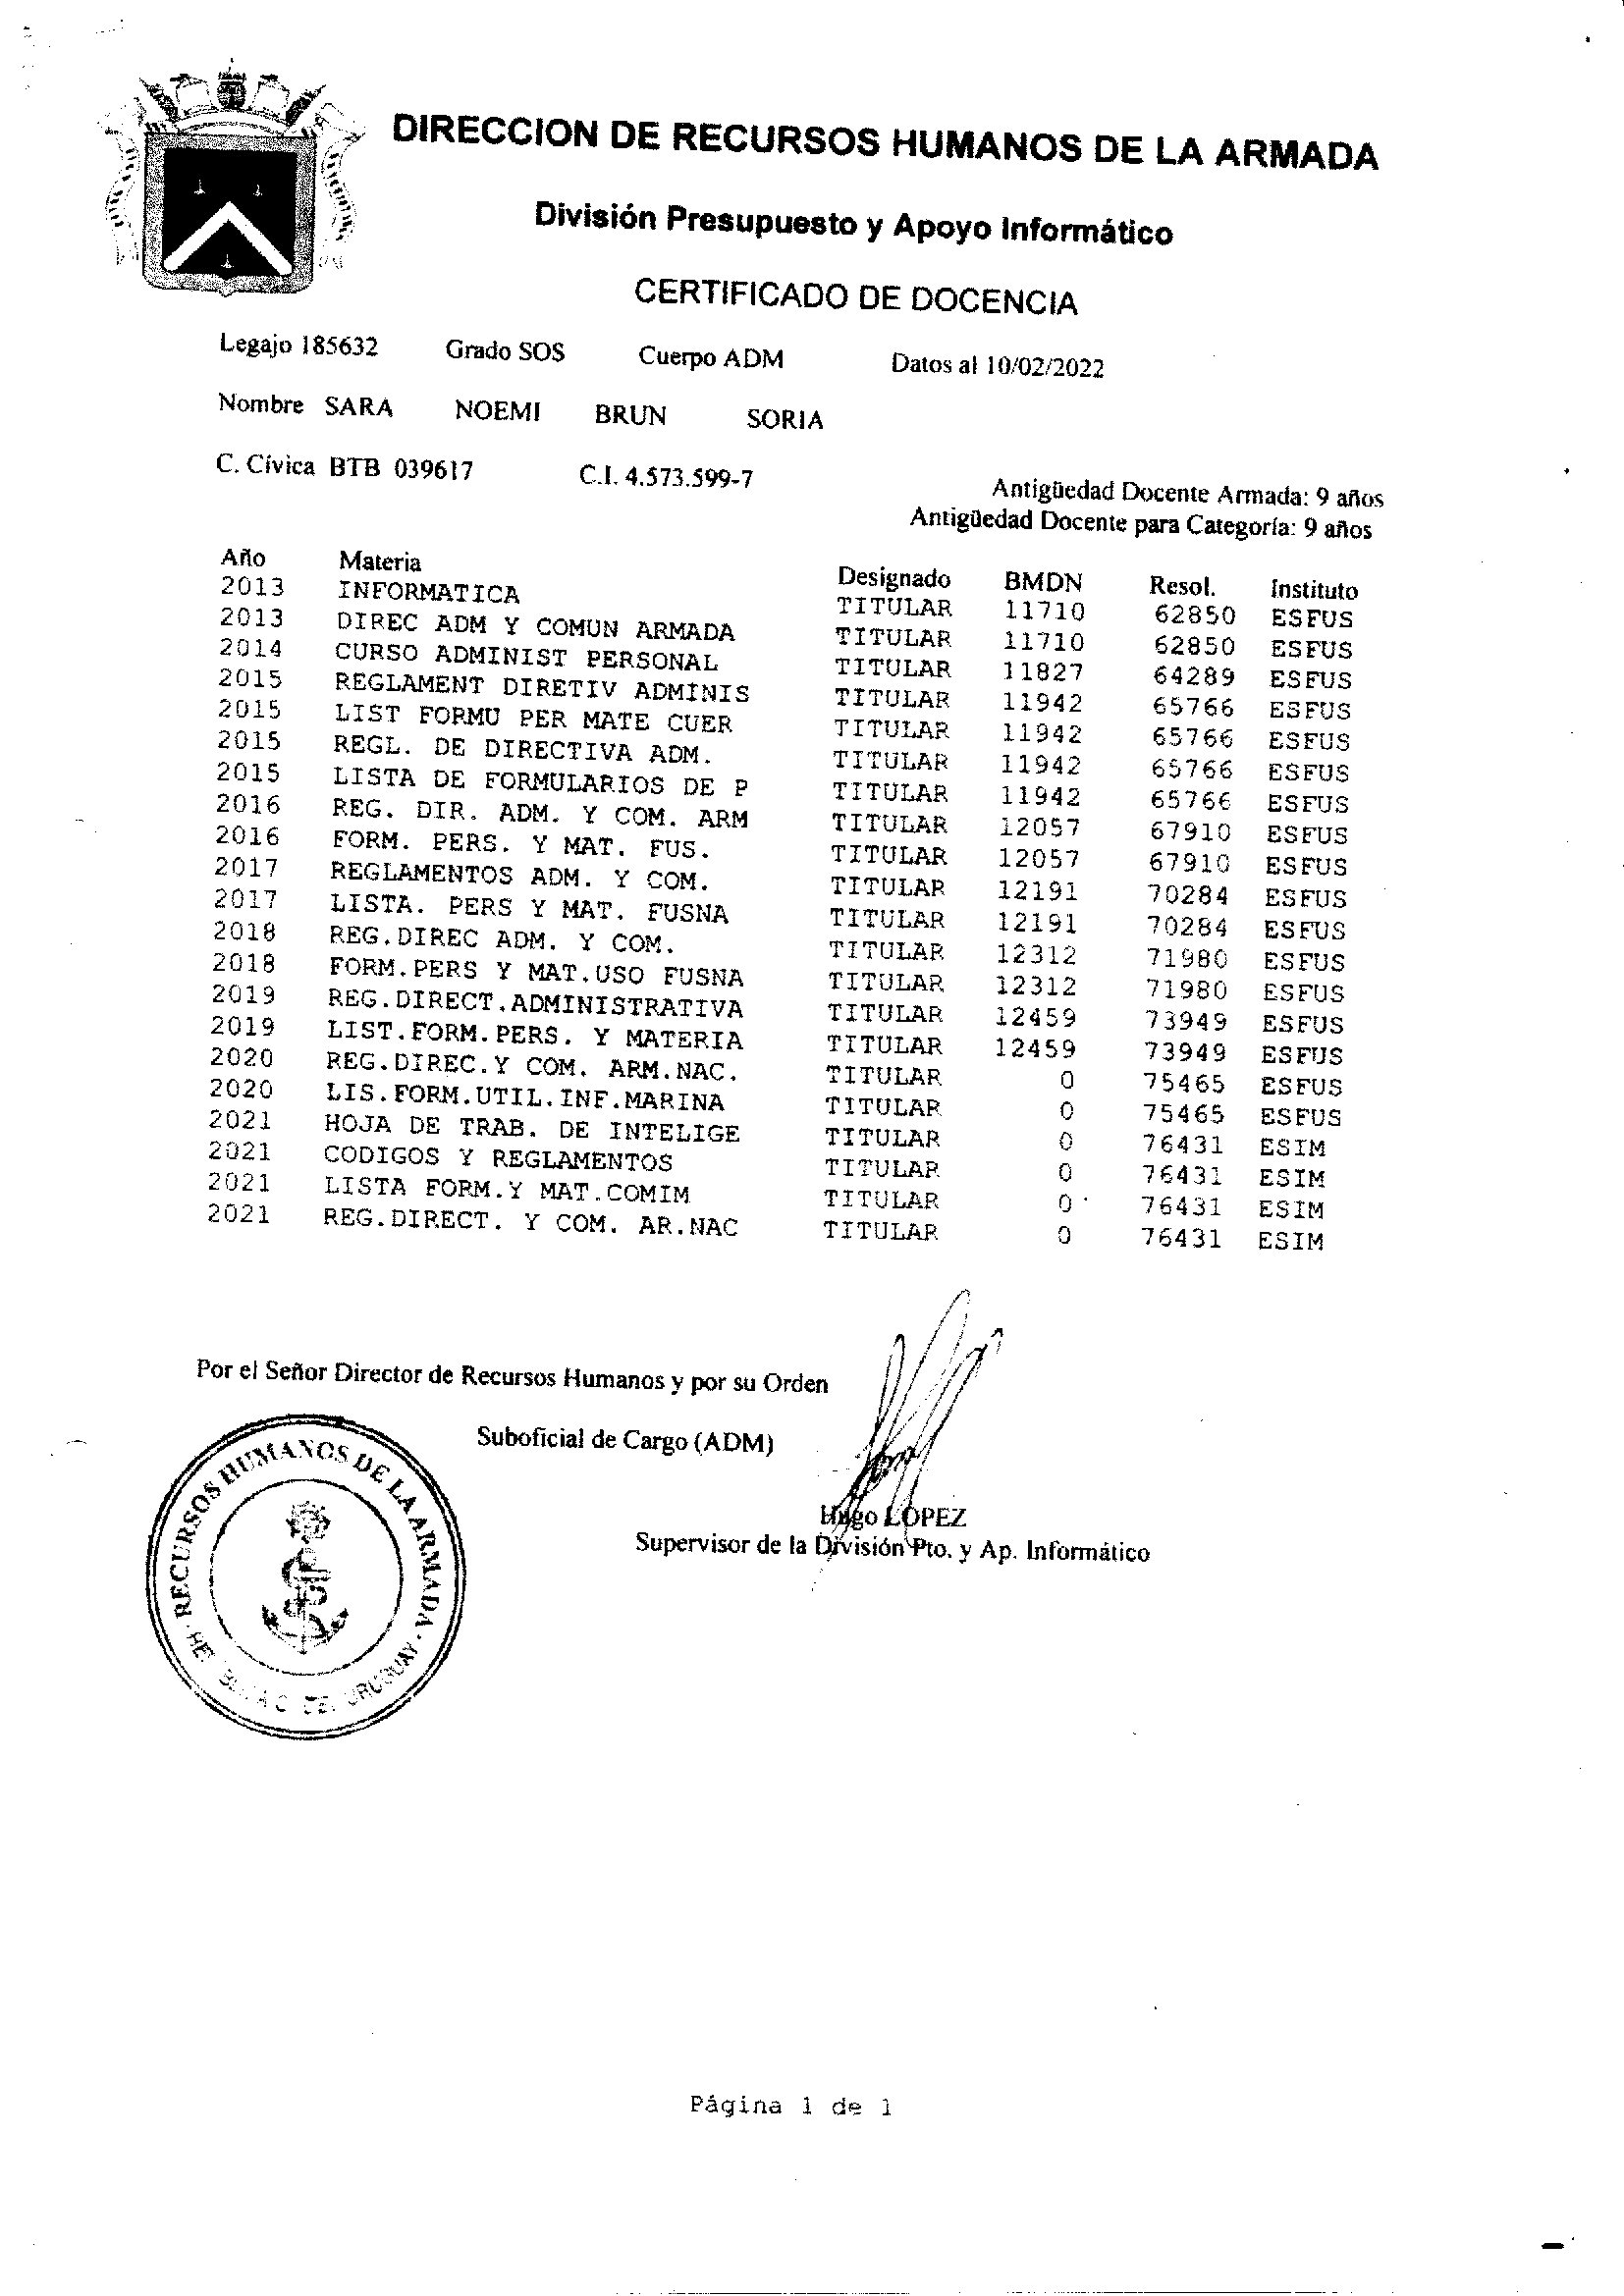 DIRECCION DE RECURSOS HUMANOS DE LA ARMADA
División Presupuesto y Apoyo Informático
CERTIFICADO DE DOCENCIA
Legajo 185632 Grado SOS Cuerpo ADM Datos al 10/02/2022
Nombre SARA NOEMI BRUN SORIA
C. Cívica BTB 039617 C.I. 4.573.599-7
Antigüedad Docente Armada: 9 años
Antigüedad Docente para Categoría: 9 años
Año Materia Designado BMDN Resol. Instituto
2013 INFORMATICA TITULAR 11710 62850 ESFUS
2013 DIREC ADM Y COMUN ARMADA TITULAR 11710 62850 ESFUS
2014 CURSO ADMINIST PERSONAL TITULAR 11827 64289 ESFUS
2015 REGLAMENT DIRETIV ADMINIS TITULAR 11942 65766 ESFUS
2015 LIST FORMU PER MATE CUER TITULAR 11942 65766 ESFUS
2015 REGL. DE DIRECTIVA ADM. TITULAR 11942 65766 ESFUS
2015 LISTA DE FORMULARIOS DE P TITULAR 11942 65766 ESFUS
2016 REG. DIR. ADM. Y COM. ARM TITULAR 12057 67910 ESFUS
2016 FORM. PERS. Y MAT. FUS. TITULAR 12057 67910 ESFUS
2017 REGLAMENTOS ADM. Y COM. TITULAR 12191 70284 ESFUS
2017 LISTA. PERS Y MAT. FUSNA TITULAR 12191 70284 ESFUS
2018 REG.DIREC ADM. Y COM. TITULAR 12312 71980 ESFUS
2018 FORM.PERS Y MAT.USO FUSNA TITULAR 12312 71980 ESFUS
2019 REG.DIRECT.ADMINISTRATIVA TITULAR 12459 73949 ESFUS
2019 LIST.FORM.PERS. Y MATERIA TITULAR 12459 73949 ESFUS
2020 REG.DIREC.Y COM. ARM.NAC. TITULAR 0 75465 ESFUS
2020 LIS.FORM.UTIL.INF.MARINA TITULAR 0 75465 ESFUS
2021 HOJA DE TRAB. DE INTELIGE TITULAR 0 76431 ESIM
2021 CODIGOS Y REGLAMENTOS TITULAR 0 76431 ESIM
2021 LISTA FORM.Y MAT.COMIM TITULAR 0 76431 ESIM
2021 REG.DIRECT. Y COM. AR.NAC TITULAR 0 76431 ESIM
Por el Señor Director de Recursos Humanos y por su Orden
Suboficial de Cargo (ADM)
Hugo LOPEZ
Supervisor de la División Pto. y Ap. Informático
RECURSOS HUMANOS DE LA ARMADA
URUGUAY
Página 1 de 1